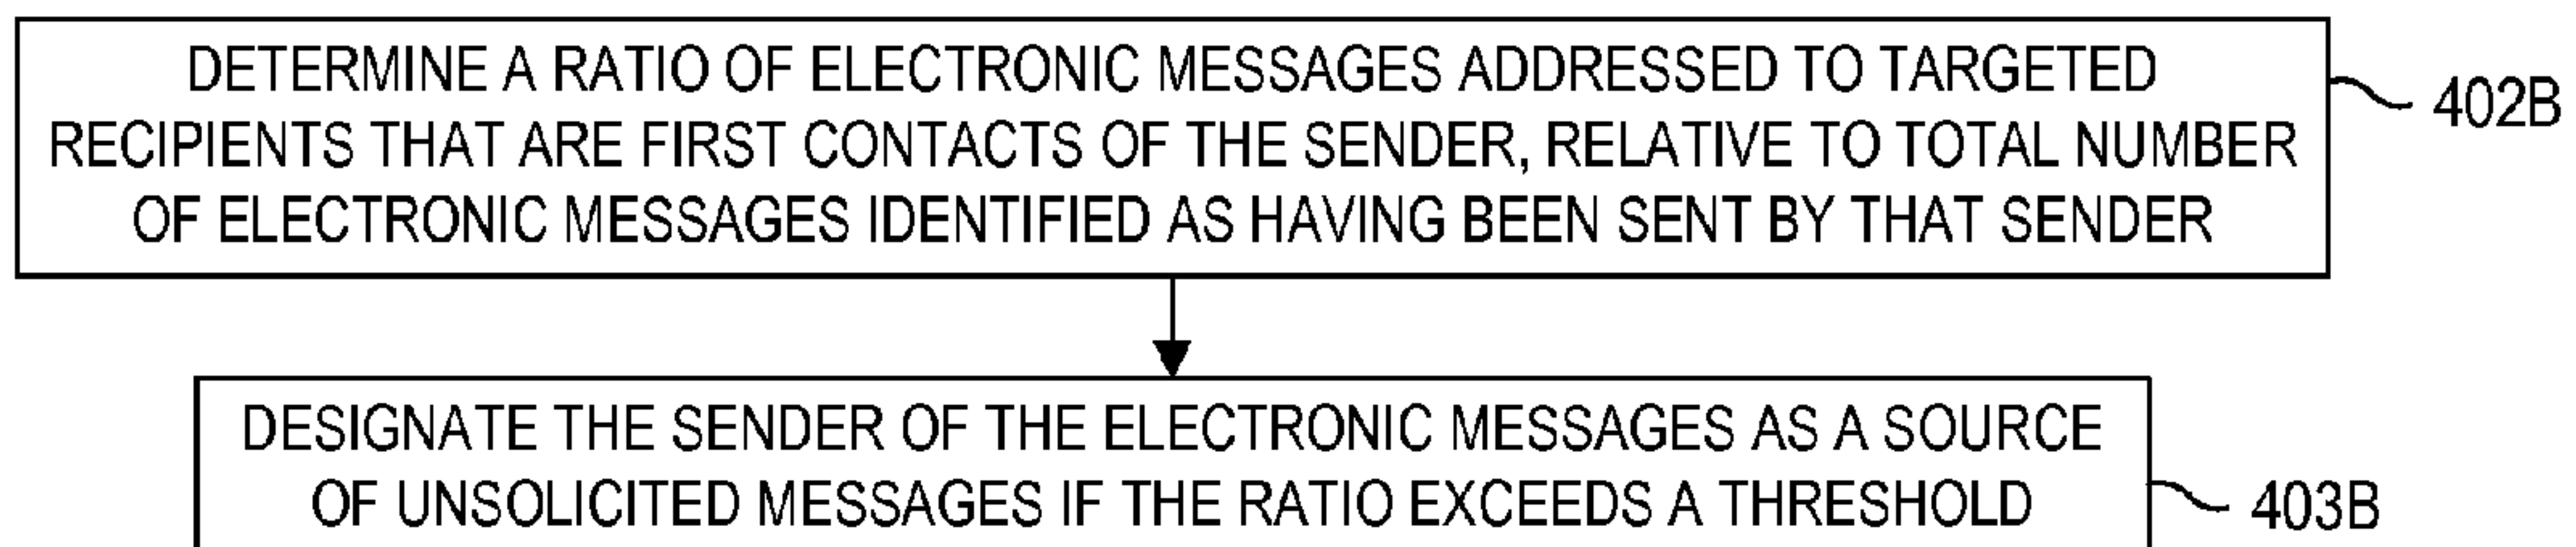 DETERMINE A RATIO OF ELECTRONIC MESSAGES ADDRESSED TO TARGETED
RECIPIENTS THAT ARE FIRST CONTACTS OF THE SENDER, RELATIVE TO TOTAL NUMBER
OF ELECTRONIC MESSAGES IDENTIFIED AS HAVING BEEN SENT BY THAT SENDER
402B
DESIGNATE THE SENDER OF THE ELECTRONIC MESSAGES AS A SOURCE
OF UNSOLICITED MESSAGES IF THE RATIO EXCEEDS A THRESHOLD
403B